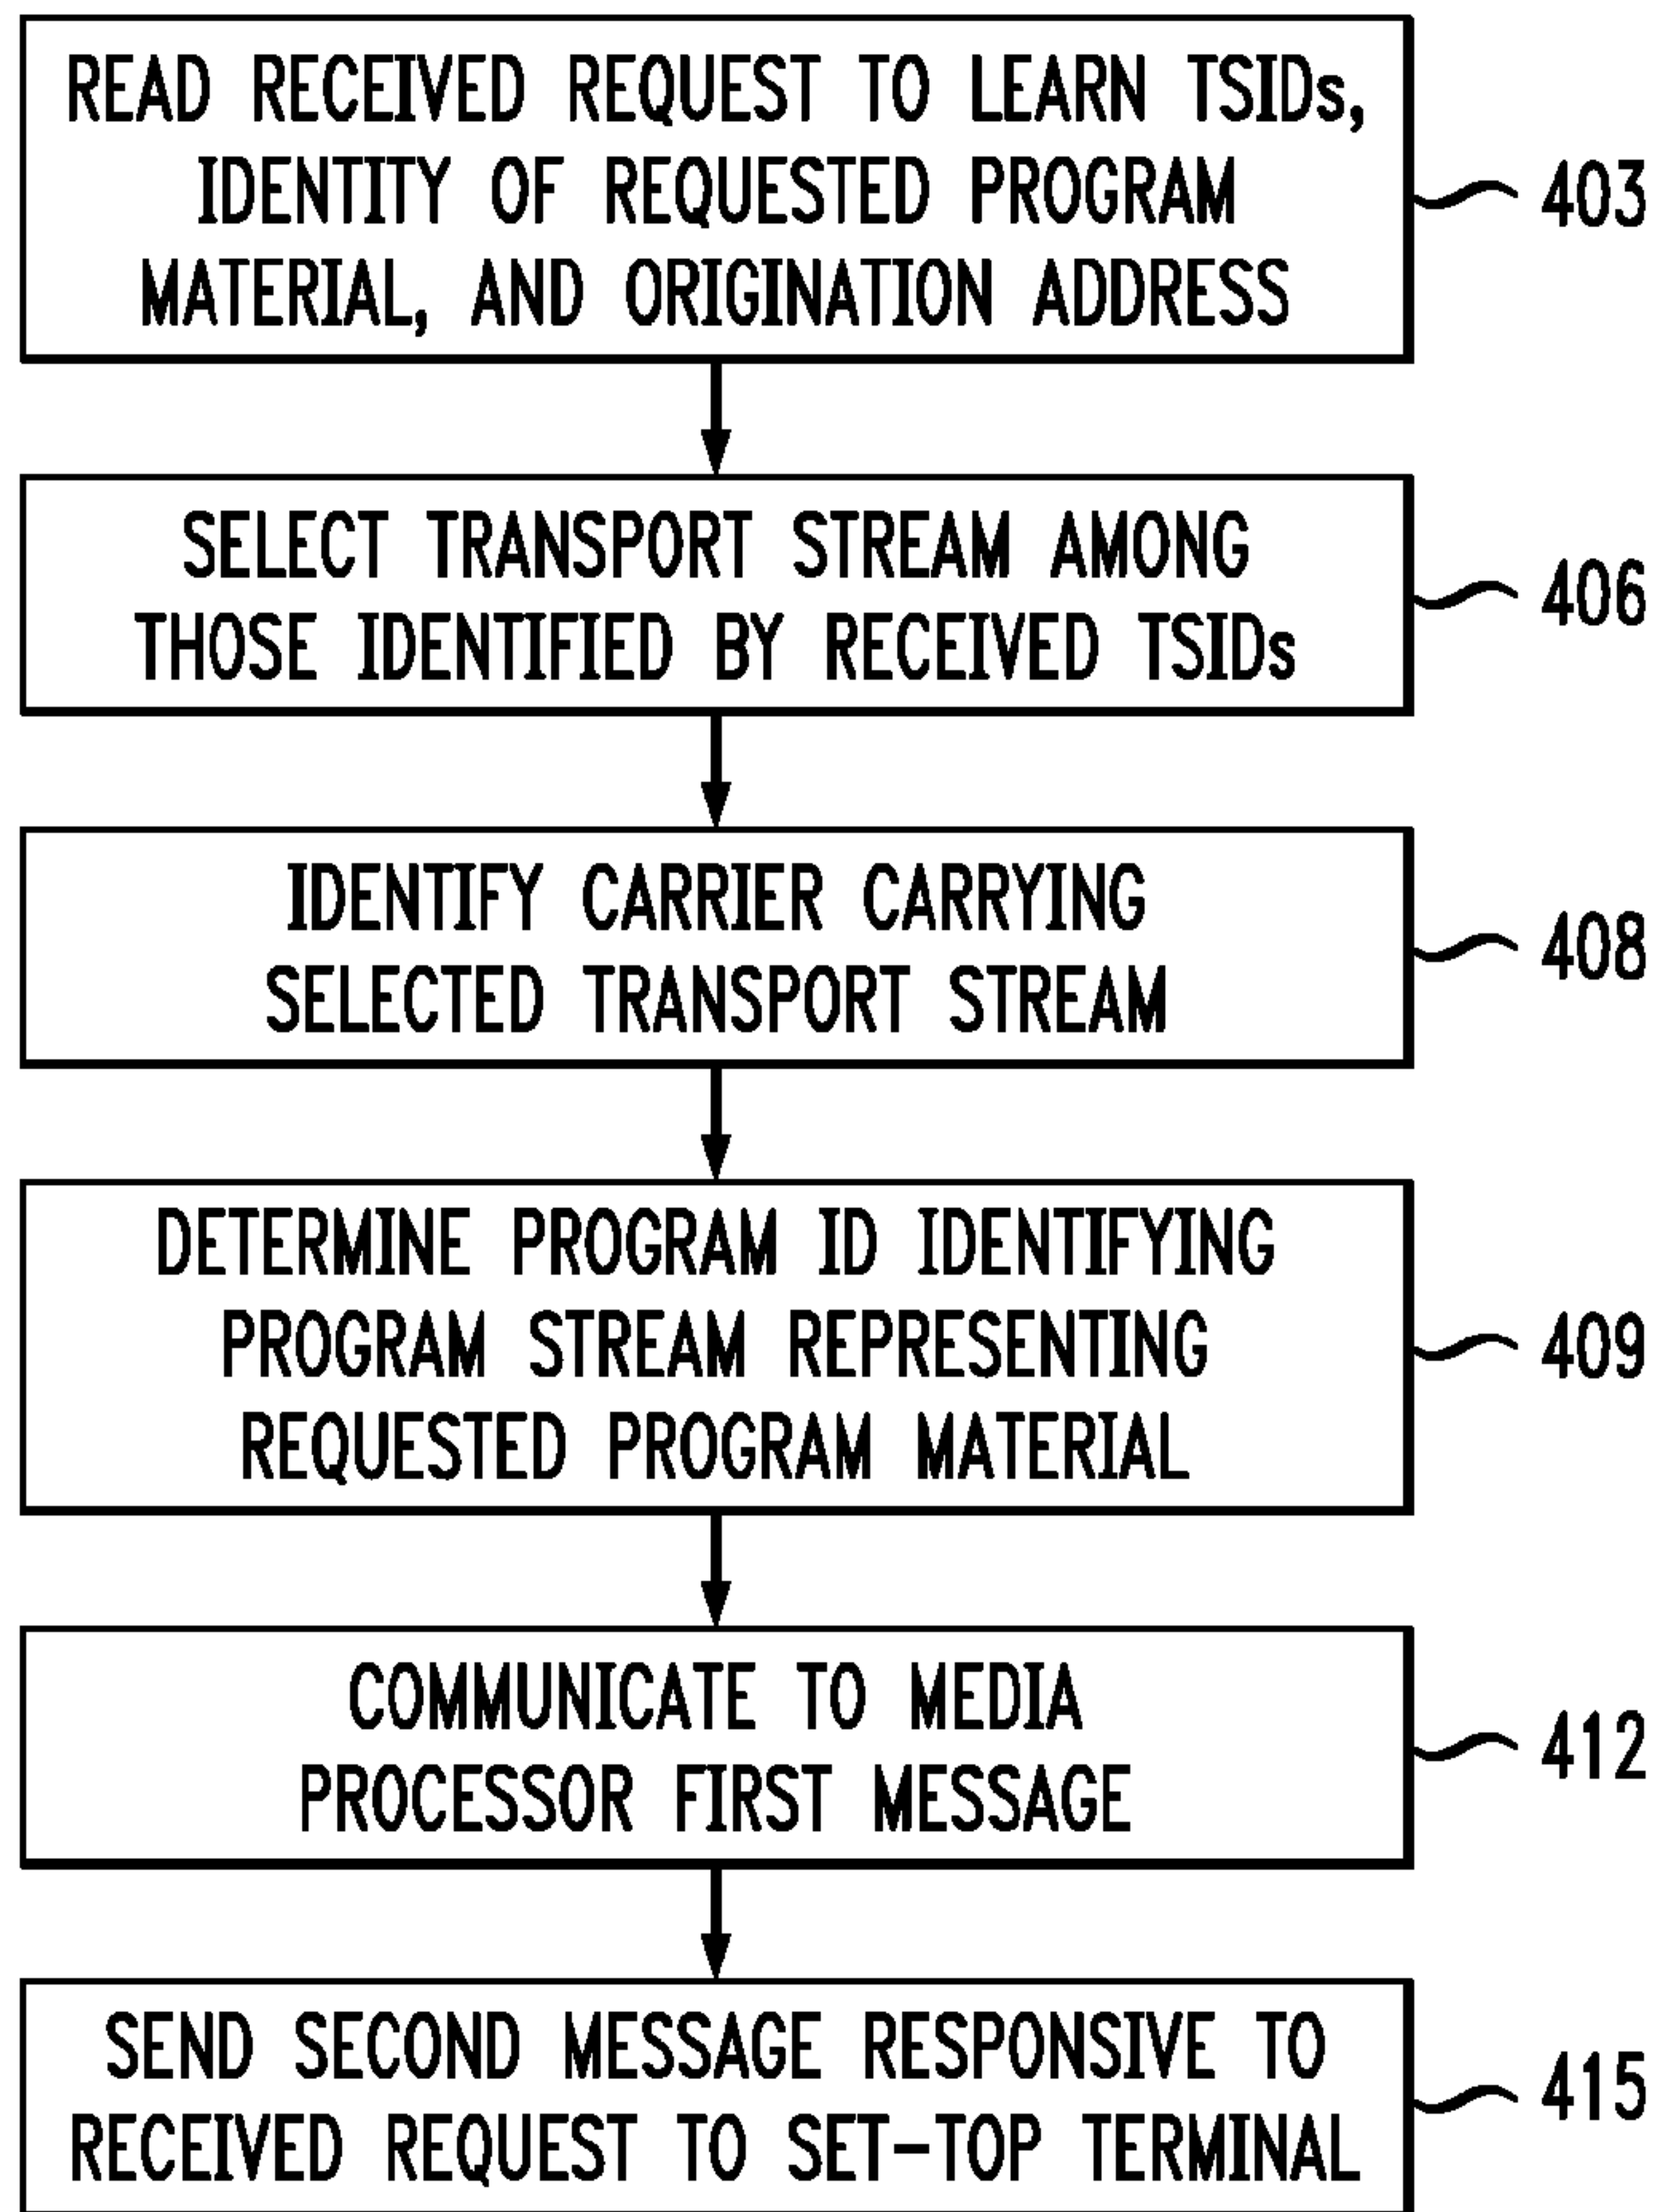 READ RECEIVED REQUEST TO LEARN TSIDs,
IDENTITY OF REQUESTED PROGRAM
MATERIAL, AND ORIGINATION ADDRESS
403
SELECT TRANSPORT STREAM AMONG
THOSE IDENTIFIED BY RECEIVED TSIDs
406
IDENTIFY CARRIER CARRYING
SELECTED TRANSPORT STREAM
408
DETERMINE PROGRAM ID IDENTIFYING
PROGRAM STREAM REPRESENTING
REQUESTED PROGRAM MATERIAL
409
COMMUNICATE TO MEDIA
PROCESSOR FIRST MESSAGE
412
SEND SECOND MESSAGE RESPONSIVE TO
RECEIVED REQUEST TO SET-TOP TERMINAL
415